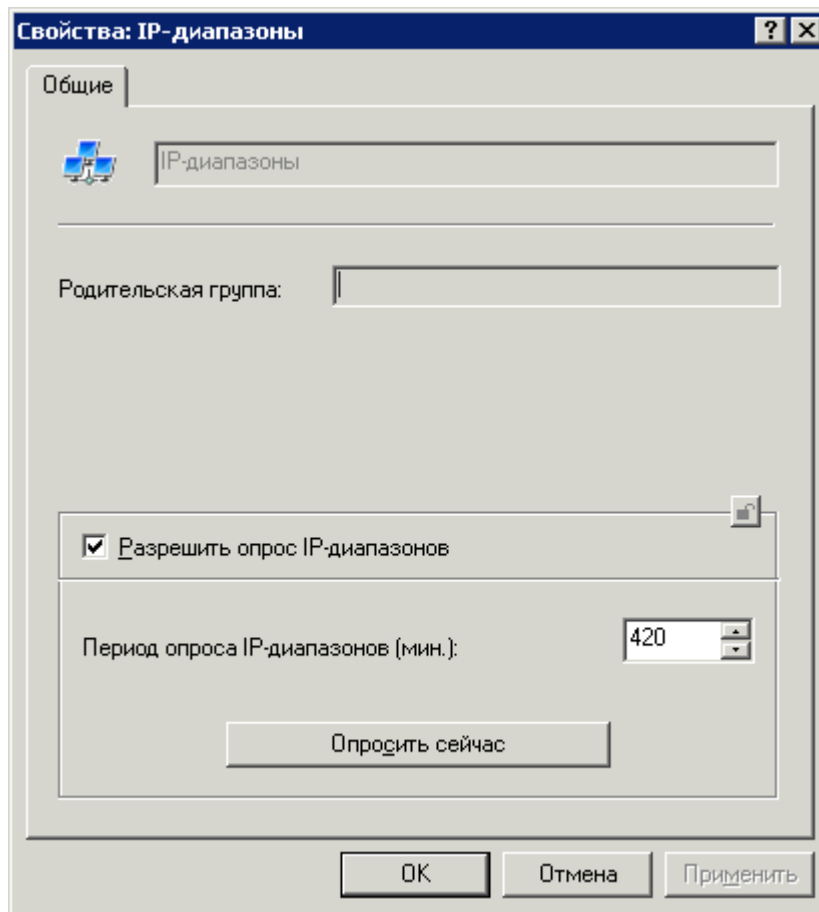 Свойства: IP-диапазоны
Общие
IP-диапазоны
Родительская группа:
Разрешить опрос IP-диапазонов
Период опроса IP-диапазонов (мин.): 420
Опросить сейчас
ОК Отмена Применить